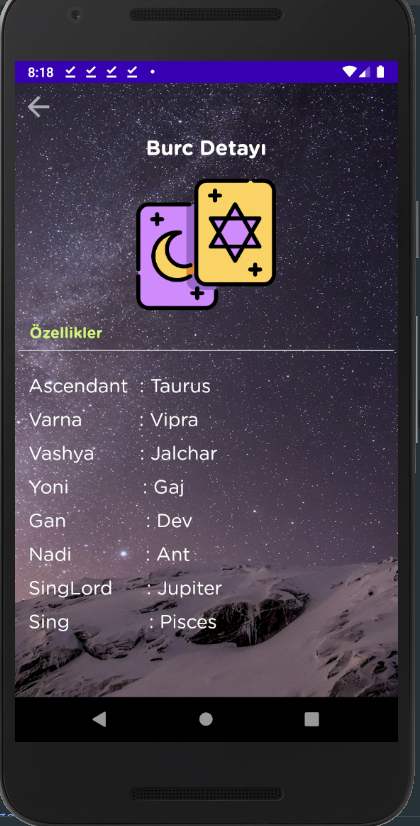 8:18
Burc Detayı
Özellikler
Ascendant : Taurus
Varna : Vipra
Vashya : Jalchar
Yoni : Gaj
Gan : Dev
Nadi : Ant
SingLord : Jupiter
Sing : Pisces